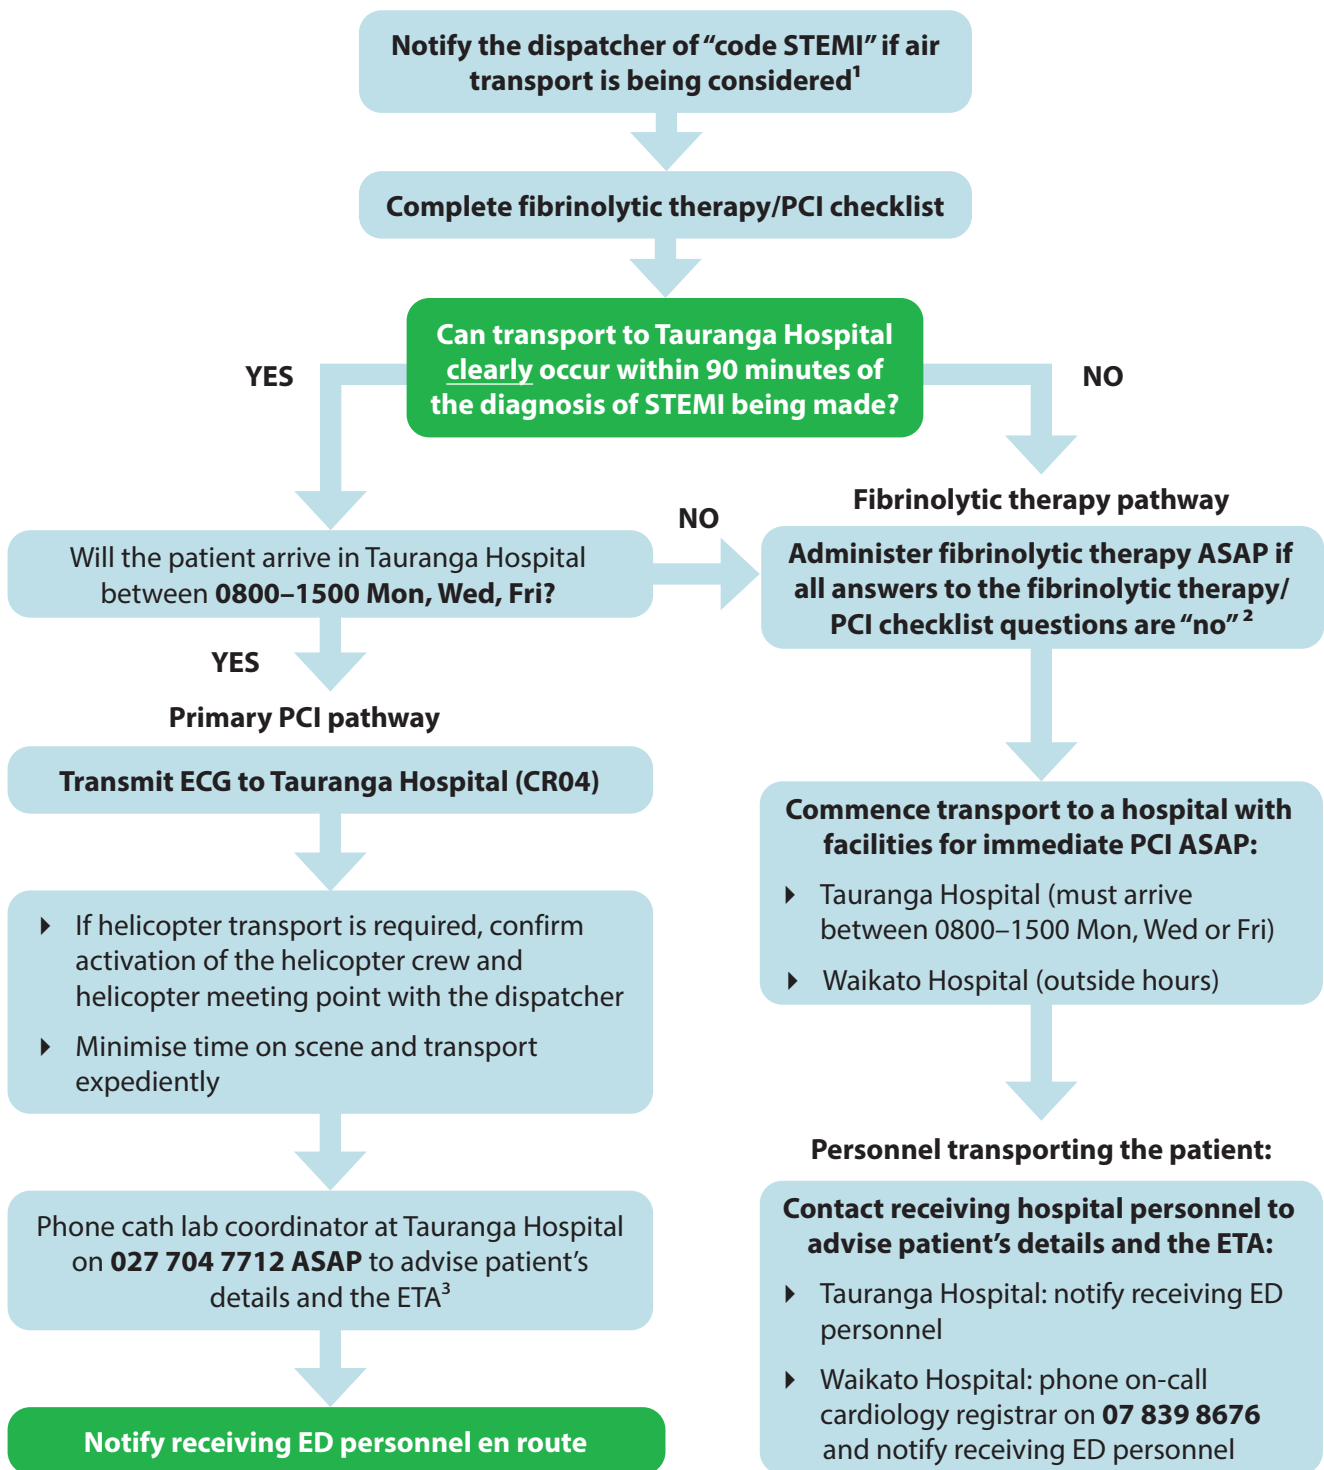 Notify the dispatcher of “code STEMI” if air
transport is being considered¹
Complete fibrinolytic therapy/PCI checklist
Can transport to Tauranga Hospital
clearly occur within 90 minutes of
the diagnosis of STEMI being made?
YES
NO
Will the patient arrive in Tauranga Hospital
between 0800–1500 Mon, Wed, Fri?
NO
YES
Primary PCI pathway
Transmit ECG to Tauranga Hospital (CR04)
If helicopter transport is required, confirm
activation of the helicopter crew and
helicopter meeting point with the dispatcher
Minimise time on scene and transport
expediently
Phone cath lab coordinator at Tauranga Hospital
on 027 704 7712 ASAP to advise patient’s
details and the ETA³
Notify receiving ED personnel en route
Fibrinolytic therapy pathway
Administer fibrinolytic therapy ASAP if
all answers to the fibrinolytic therapy/
PCI checklist questions are “no” ²
Commence transport to a hospital with
facilities for immediate PCI ASAP:
Tauranga Hospital (must arrive
between 0800–1500 Mon, Wed or Fri)
Waikato Hospital (outside hours)
Personnel transporting the patient:
Contact receiving hospital personnel to
advise patient’s details and the ETA:
Tauranga Hospital: notify receiving ED
personnel
Waikato Hospital: phone on-call
cardiology registrar on 07 839 8676
and notify receiving ED personnel